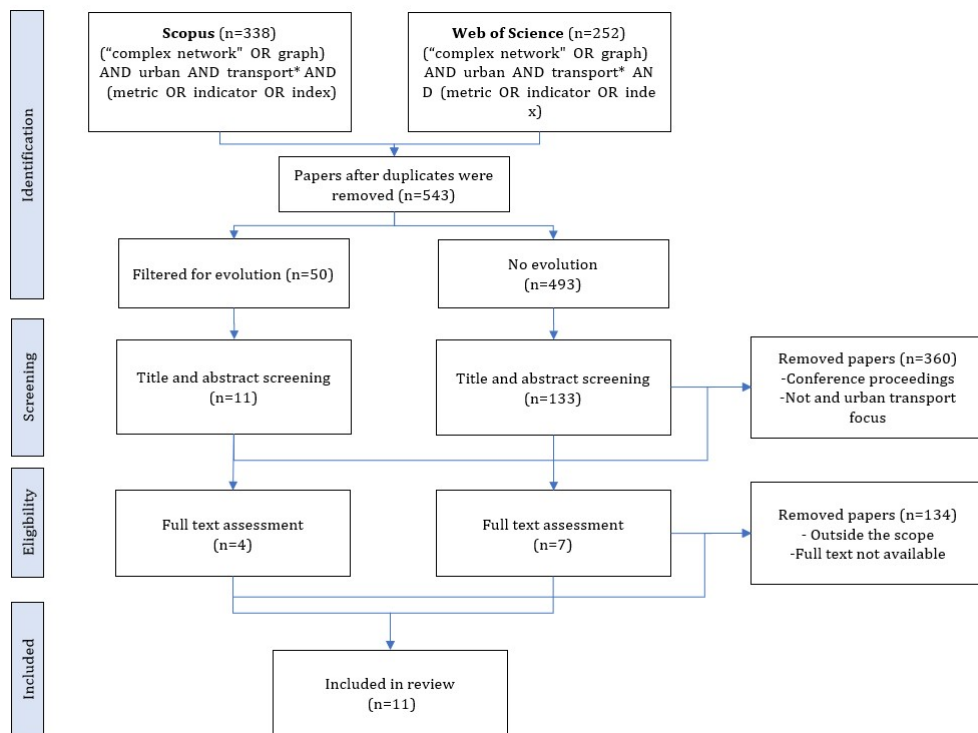 Identification
Scopus (n=338)
(“complex network" OR graph)
AND urban AND transport* AND
(metric OR indicator OR index)
Web of Science (n=252)
(“complex network" OR graph)
AND urban AND transport* AN
D (metric OR indicator OR inde
x)
Papers after duplicates were
removed (n=543)
Filtered for evolution (n=50)
No evolution
(n=493)
Screening
Title and abstract screening
(n=11)
Title and abstract screening
(n=133)
Removed papers (n=360)
-Conference proceedings
-Not and urban transport
focus
Eligibility
Full text assessment
(n=4)
Full text assessment
(n=7)
Removed papers (n=134)
- Outside the scope
-Full text not available
Included
Included in review
(n=11)